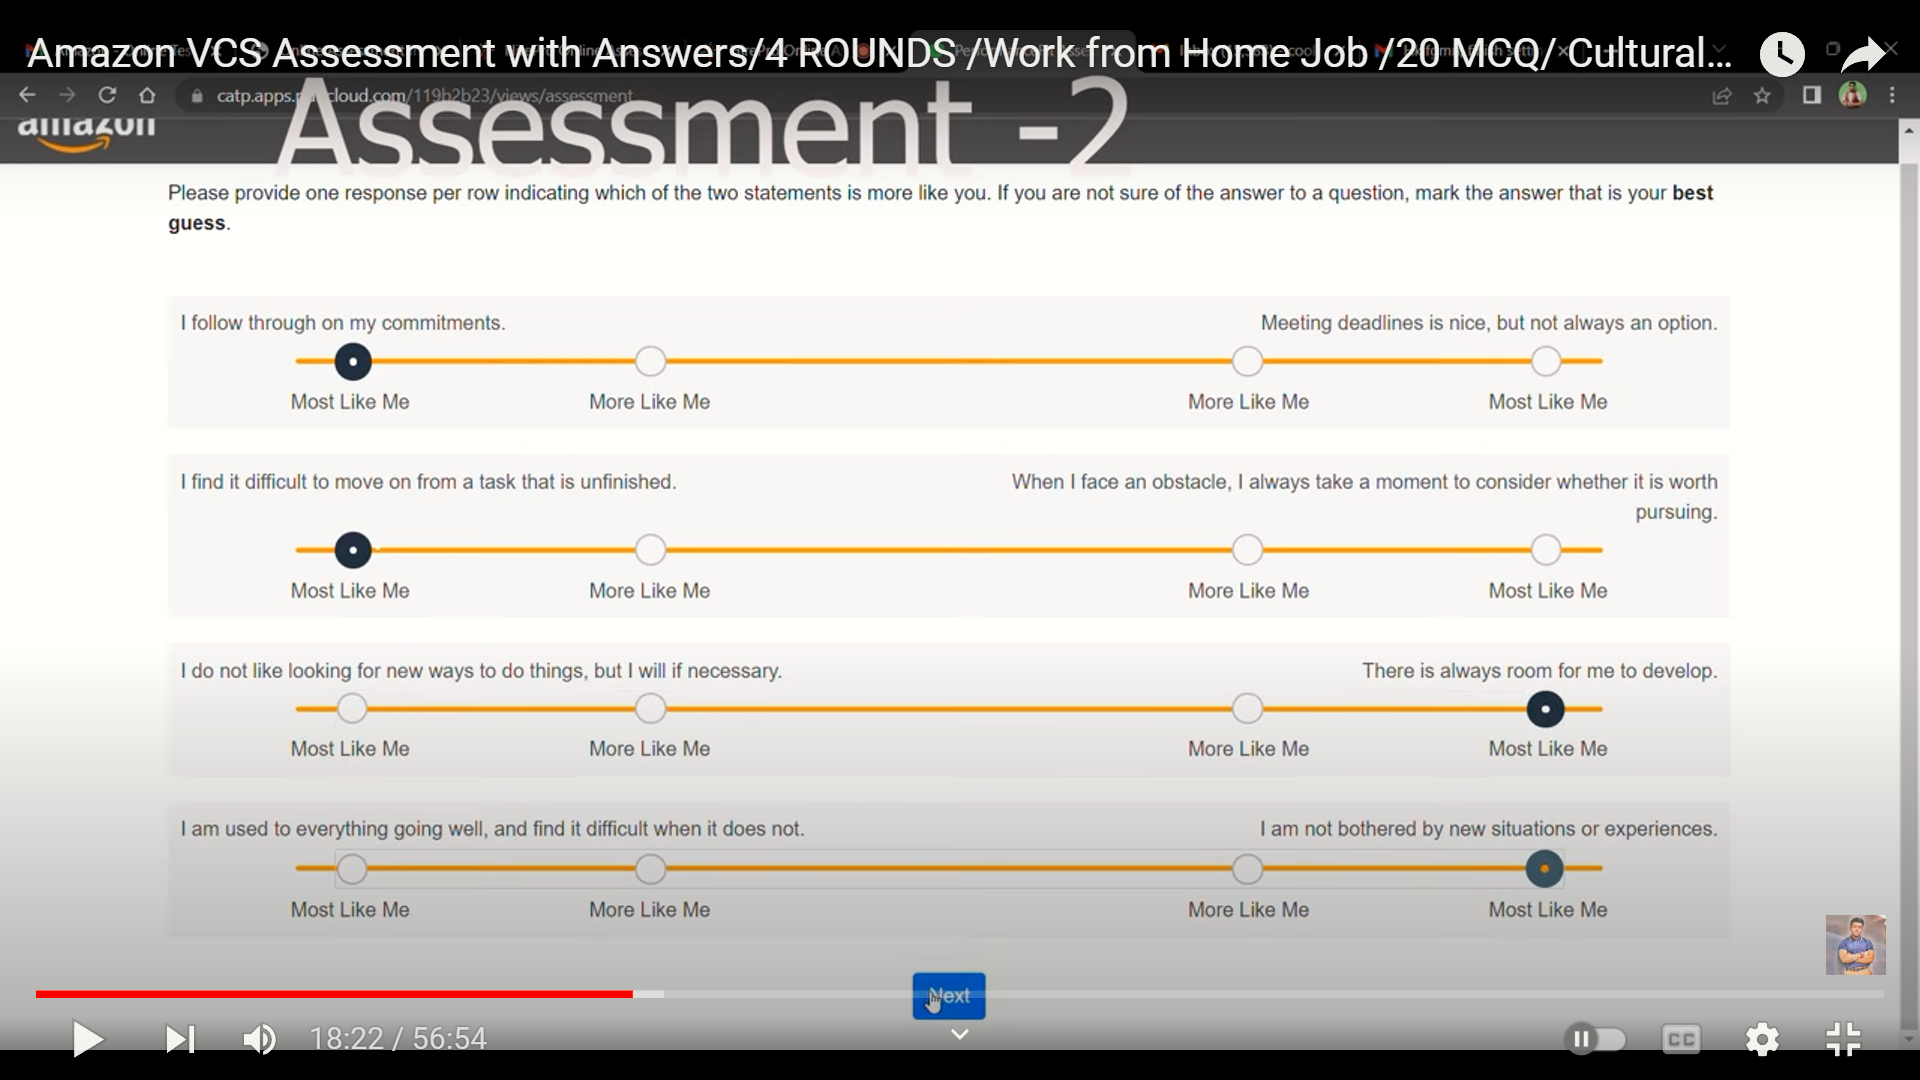 Amazon VCS Assessment with Answers/4 ROUNDS /Work from Home Job /20 MCQ/ Cultural...
catp.apps. cloud.com/119b2b23/views/assessment
amazon
Assessment -2
Please provide one response per row indicating which of the two statements is more like you. If you are not sure of the answer to a question, mark the answer that is your best
guess.
I follow through on my commitments. Meeting deadlines is nice, but not always an option.
Most Like Me More Like Me More Like Me Most Like Me
I find it difficult to move on from a task that is unfinished. When I face an obstacle, I always take a moment to consider whether it is worth
pursuing.
Most Like Me More Like Me More Like Me Most Like Me
I do not like looking for new ways to do things, but I will if necessary. There is always room for me to develop.
Most Like Me More Like Me More Like Me Most Like Me
I am used to everything going well, and find it difficult when it does not. I am not bothered by new situations or experiences.
Most Like Me More Like Me More Like Me Most Like Me
Next
18:22 / 56:54
CC